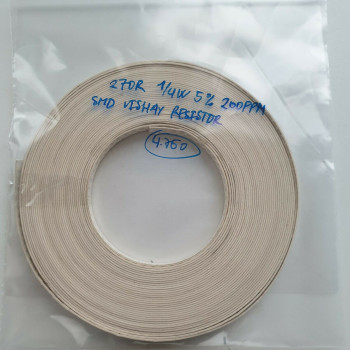 270R 1/4W 5% 200PPM
SMD VISHAY RESISTOR
4.750